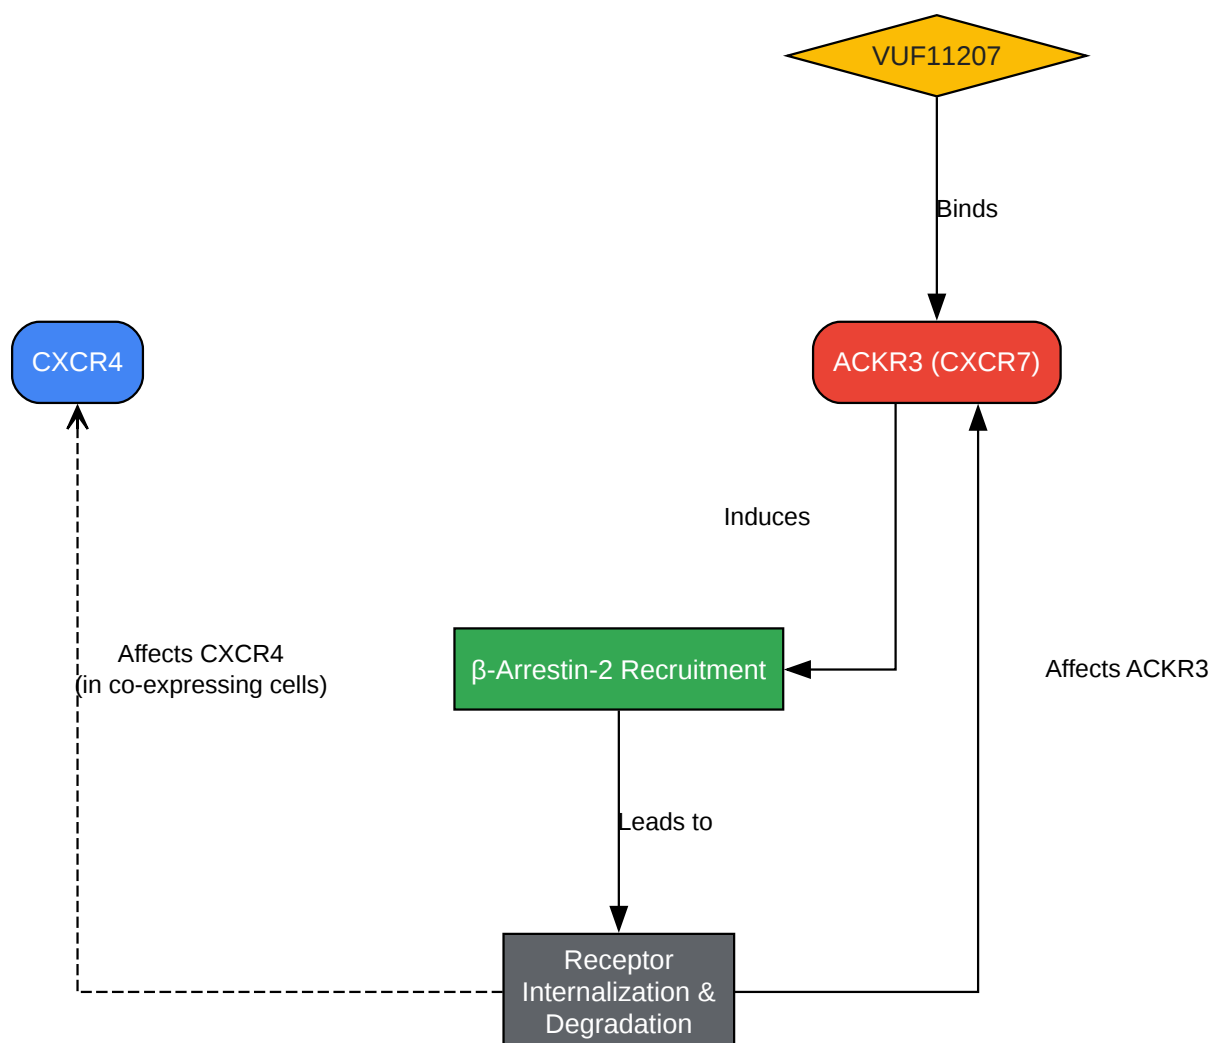 VUF11207
Binds
CXCR4
ACKR3 (CXCR7)
Induces
Affects CXCR4
(in co-expressing cells)
β-Arrestin-2 Recruitment
Affects ACKR3
Leads to
Receptor
Internalization &
Degradation